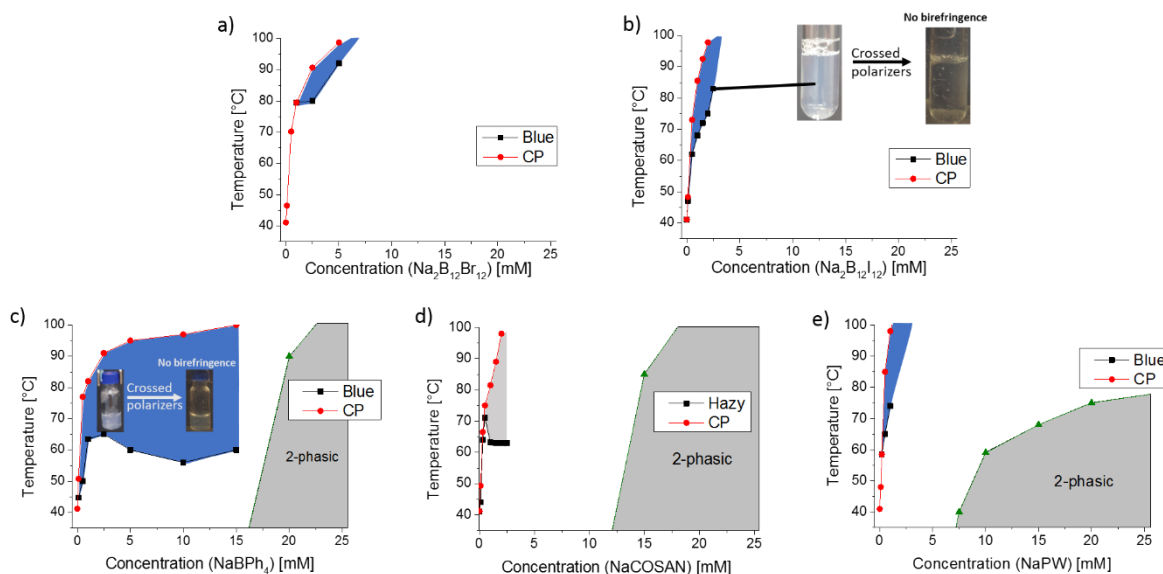 a)
100
90
80
70
60
50
40
Temperature [°C]
Blue
CP
0 5 10 15 20 25
Concentration (Na₂B₁₂Br₁₂) [mM]
b)
100
90
80
70
60
50
40
Temperature [°C]
Crossed
polarizers
No birefringence
Blue
CP
0 5 10 15 20 25
Concentration (Na₂B₁₂I₁₂) [mM]
c)
100
90
80
70
60
50
40
Temperature [°C]
No birefringence
Crossed
polarizers
Blue
CP
2-phasic
0 5 10 15 20 25
Concentration (NaBPh₄) [mM]
d)
100
90
80
70
60
50
40
Temperature [°C]
Hazy
CP
2-phasic
0 5 10 15 20 25
Concentration (NaCOSAN) [mM]
e)
100
90
80
70
60
50
40
Temperature [°C]
Blue
CP
2-phasic
0 5 10 15 20 25
Concentration (NaPW) [mM]